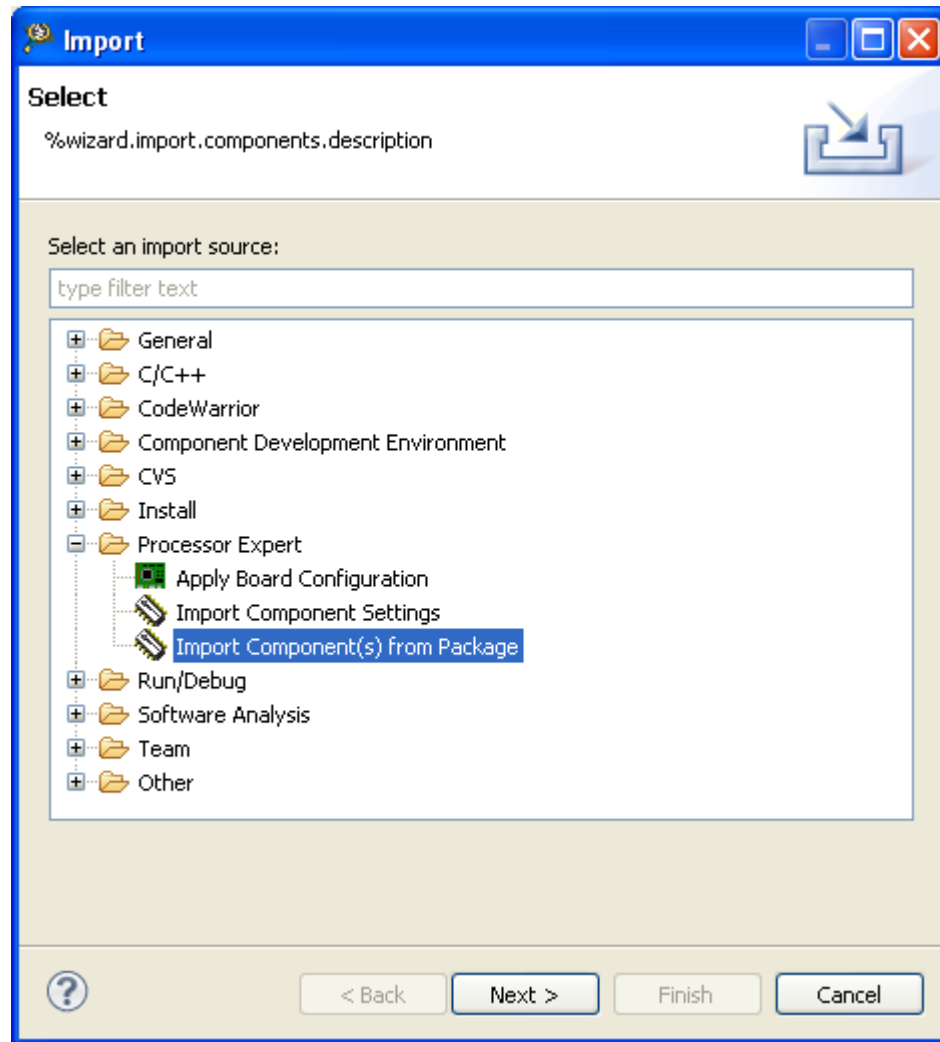 Import
Select
%wizard.import.components.description
Select an import source:
type filter text
General
C/C++
CodeWarrior
Component Development Environment
CVS
Install
Processor Expert
Apply Board Configuration
Import Component Settings
Import Component(s) from Package
Run/Debug
Software Analysis
Team
Other
? < Back Next > Finish Cancel